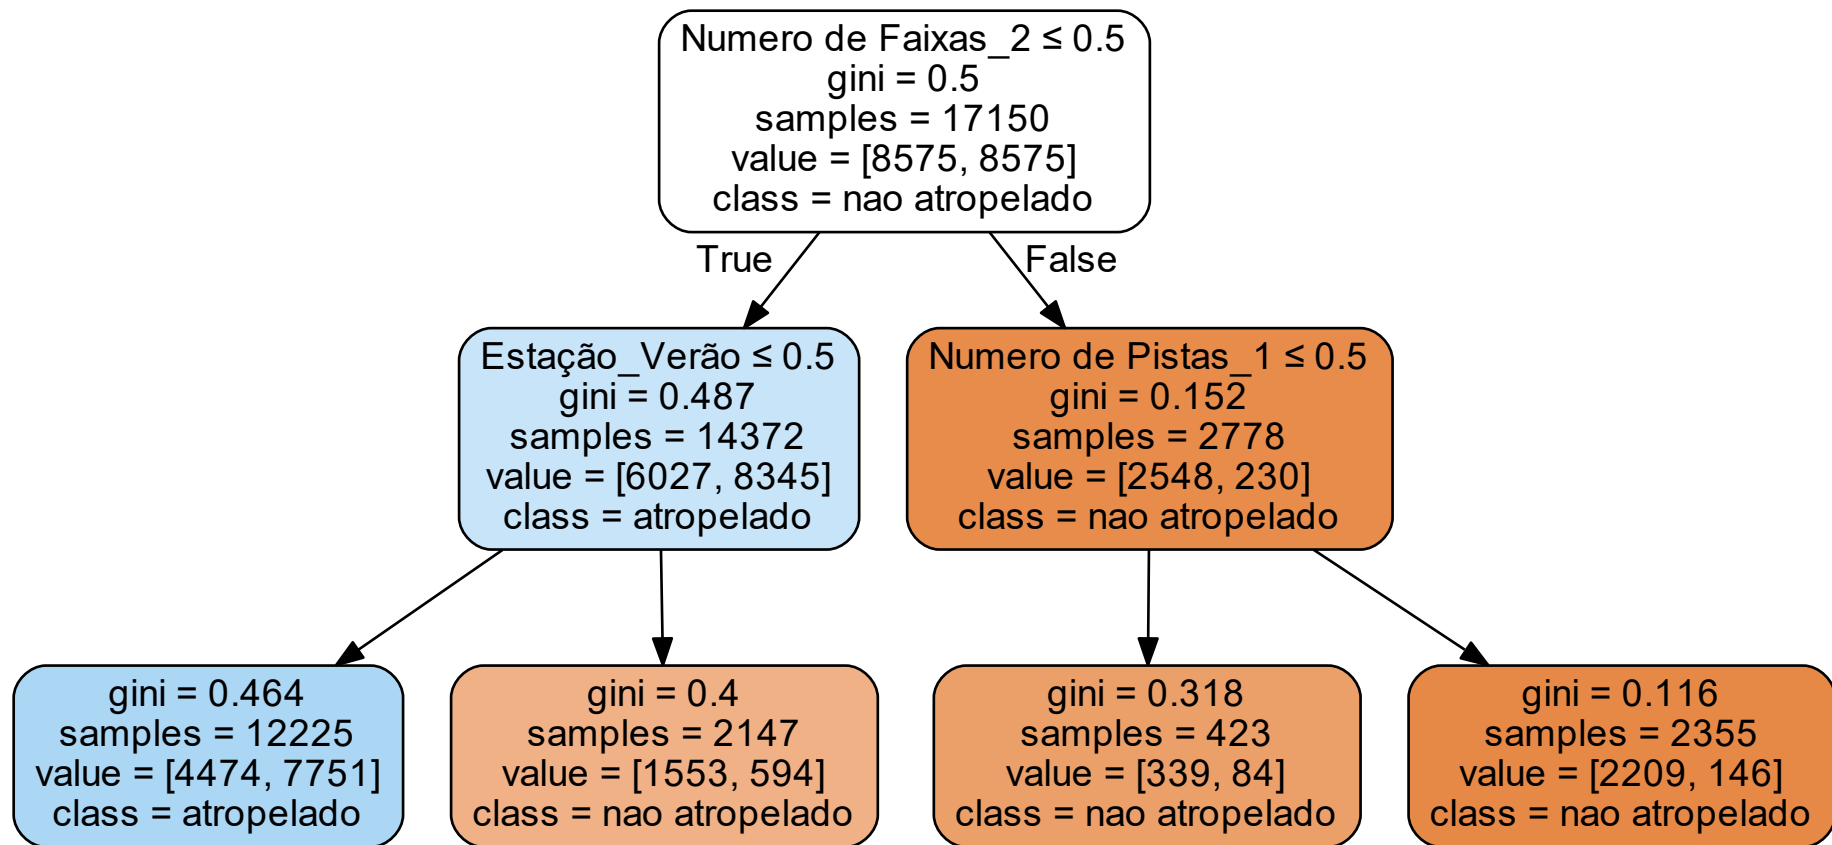 Numero de Faixas_2 ≤ 0.5
gini = 0.5
samples = 17150
value = [8575, 8575]
class = nao atropelado
True
False
Estação_Verão ≤ 0.5
gini = 0.487
samples = 14372
value = [6027, 8345]
class = atropelado
Numero de Pistas_1 ≤ 0.5
gini = 0.152
samples = 2778
value = [2548, 230]
class = nao atropelado
gini = 0.464
samples = 12225
value = [4474, 7751]
class = atropelado
gini = 0.4
samples = 2147
value = [1553, 594]
class = nao atropelado
gini = 0.318
samples = 423
value = [339, 84]
class = nao atropelado
gini = 0.116
samples = 2355
value = [2209, 146]
class = nao atropelado